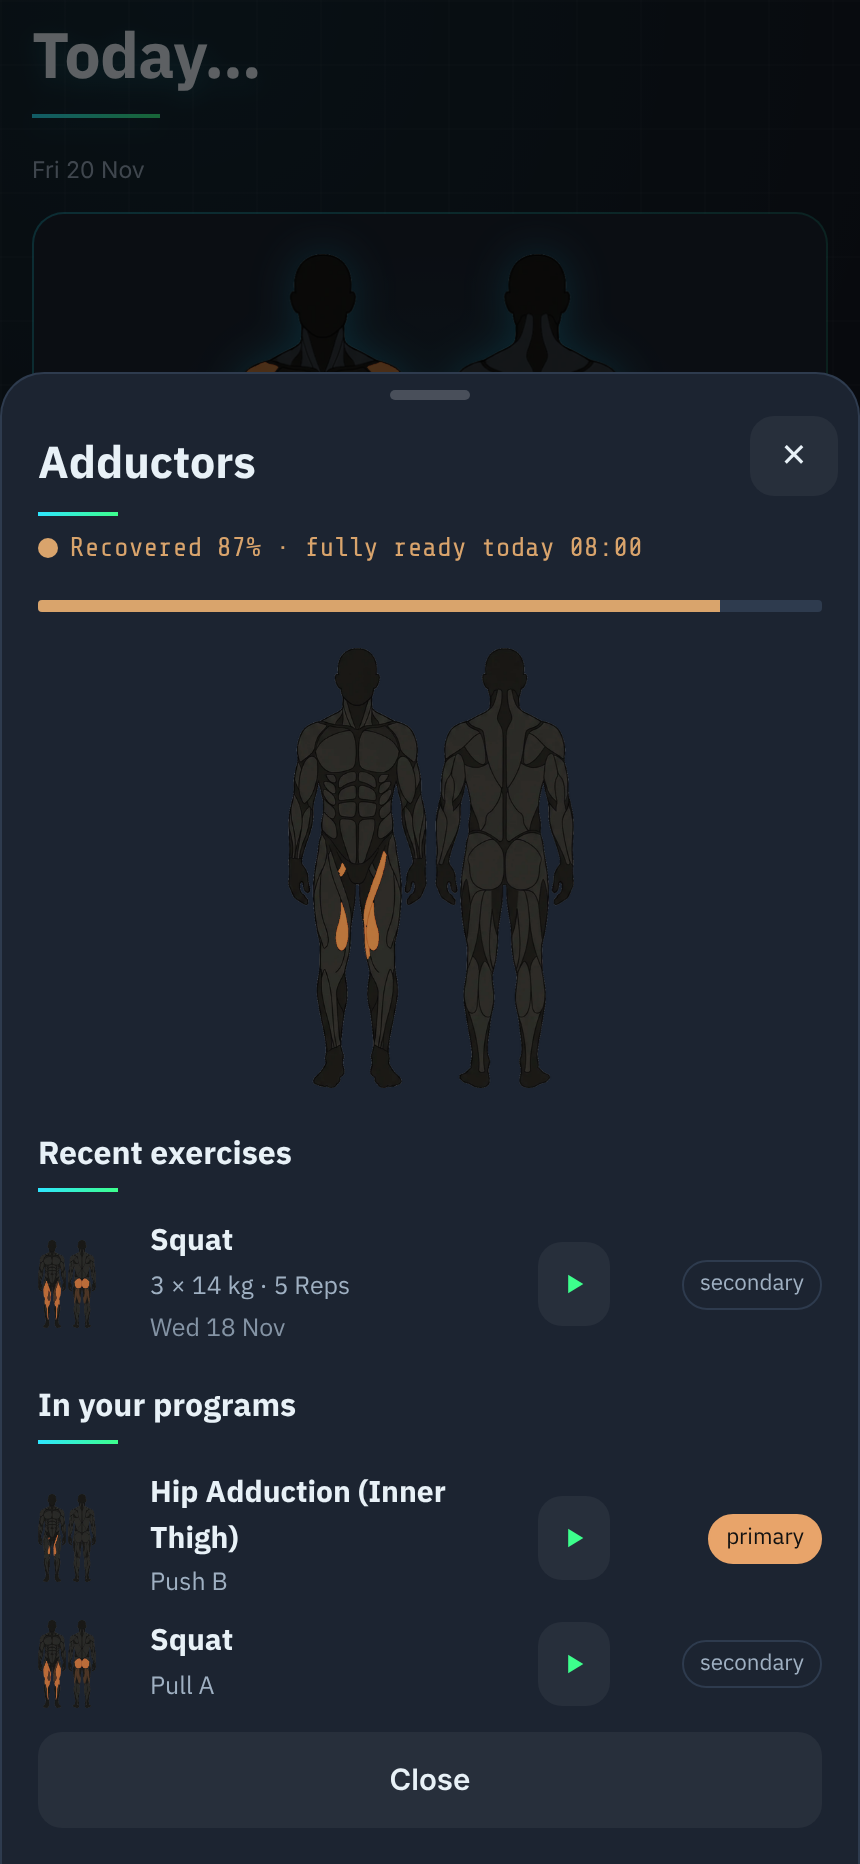 Today...
Fri 20 Nov
Adductors
Recovered 87% · fully ready today 08:00
Recent exercises
Squat
3 × 14 kg · 5 Reps
Wed 18 Nov
secondary
In your programs
Hip Adduction (Inner
Thigh)
Push B
primary
Squat
Pull A
secondary
Close